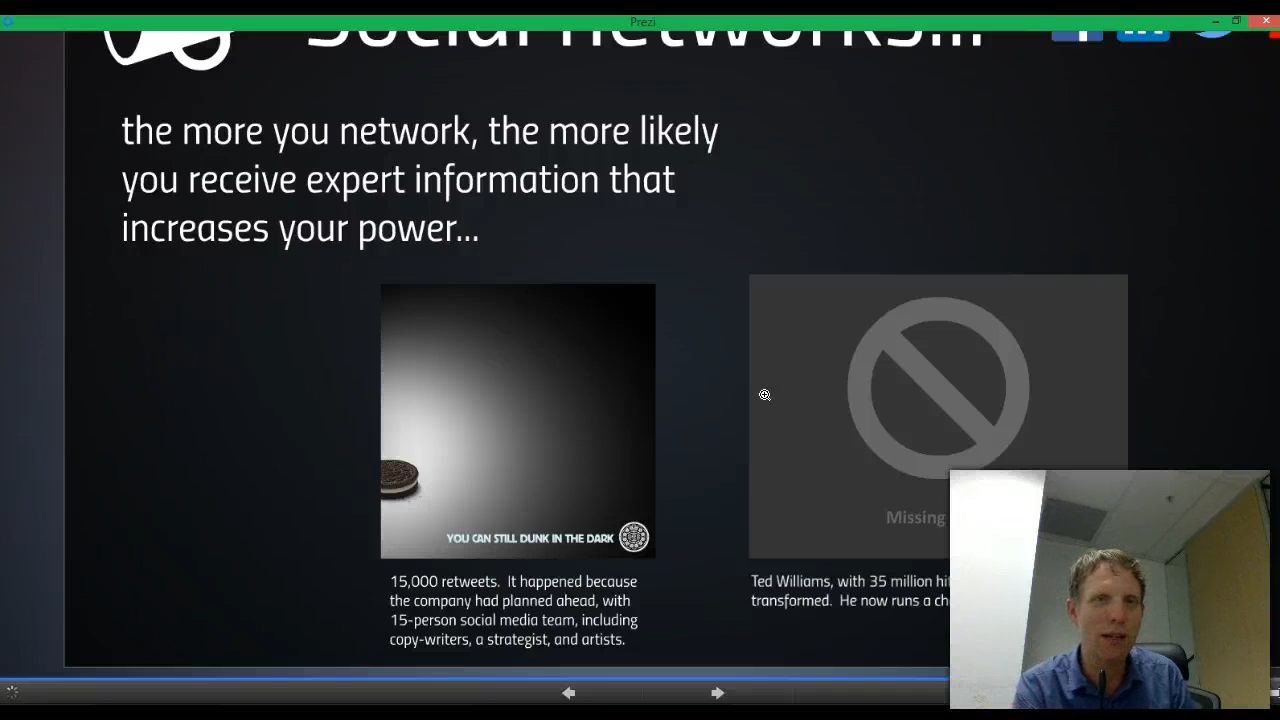 Prezi
Social networks...
the more you network, the more likely
you receive expert information that
increases your power...
YOU CAN STILL DUNK IN THE DARK
15,000 retweets. It happened because
the company had planned ahead, with
15-person social media team, including
copy-writers, a strategist, and artists.
Missing
Ted Williams, with 35 million
transformed. He now runs a